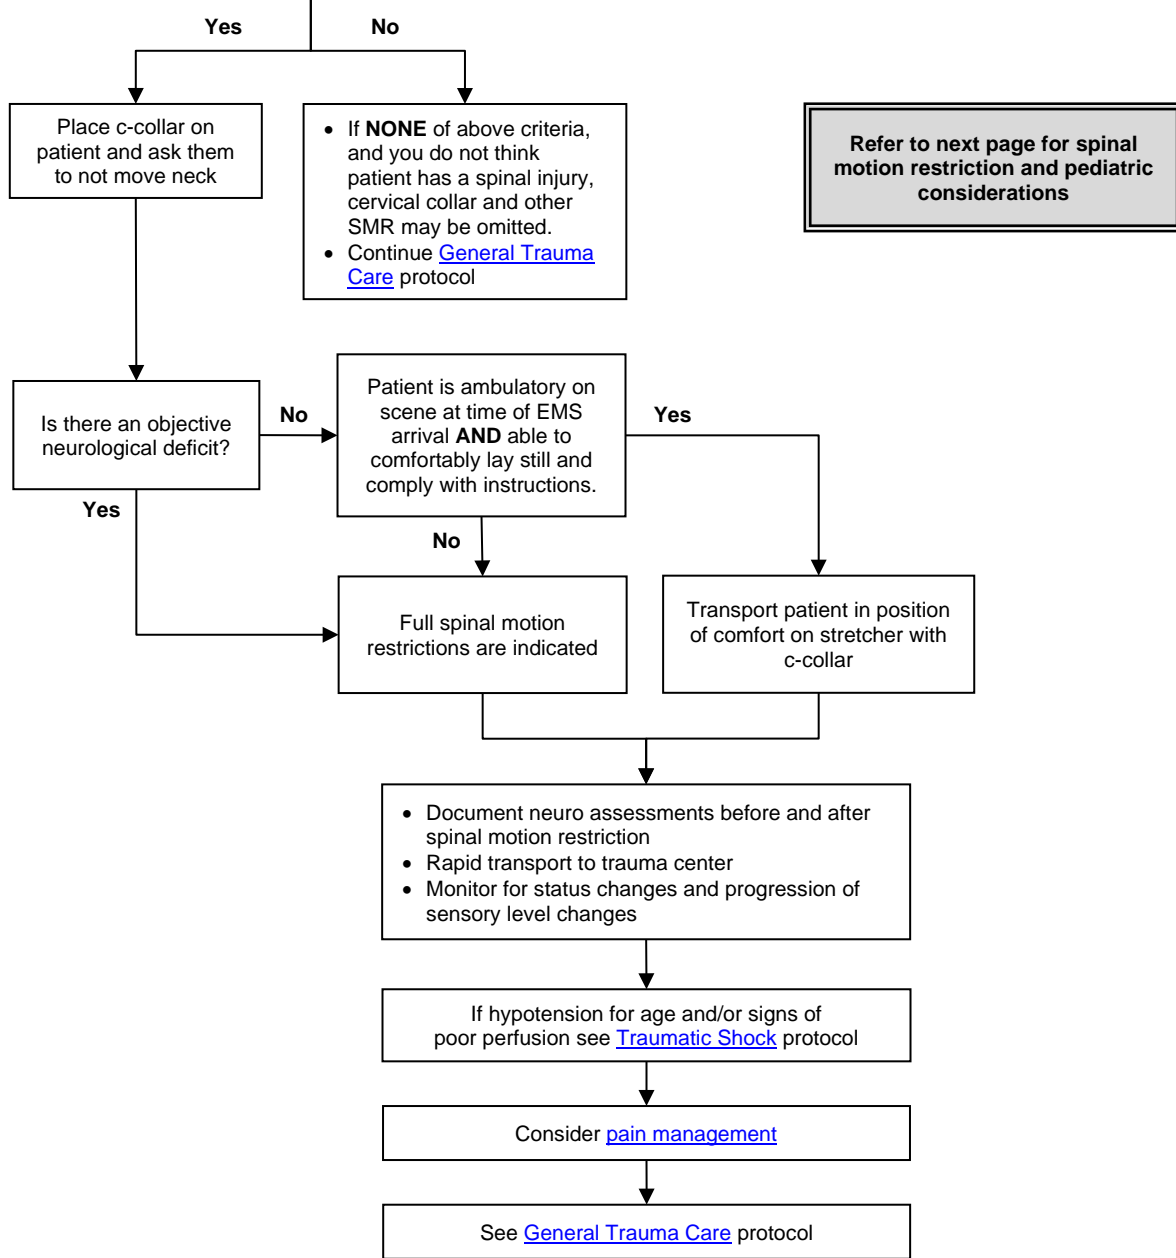 Yes
No
Place c-collar on
patient and ask them
to not move neck
• If NONE of above criteria,
and you do not think
patient has a spinal injury,
cervical collar and other
SMR may be omitted.
• Continue General Trauma
Care protocol
Refer to next page for spinal
motion restriction and pediatric
considerations
Is there an objective
neurological deficit?
No
Patient is ambulatory on
scene at time of EMS
arrival AND able to
comfortably lay still and
comply with instructions.
Yes
Yes
No
Full spinal motion
restrictions are indicated
Transport patient in position
of comfort on stretcher with
c-collar
• Document neuro assessments before and after
spinal motion restriction
• Rapid transport to trauma center
• Monitor for status changes and progression of
sensory level changes
If hypotension for age and/or signs of
poor perfusion see Traumatic Shock protocol
Consider pain management
See General Trauma Care protocol